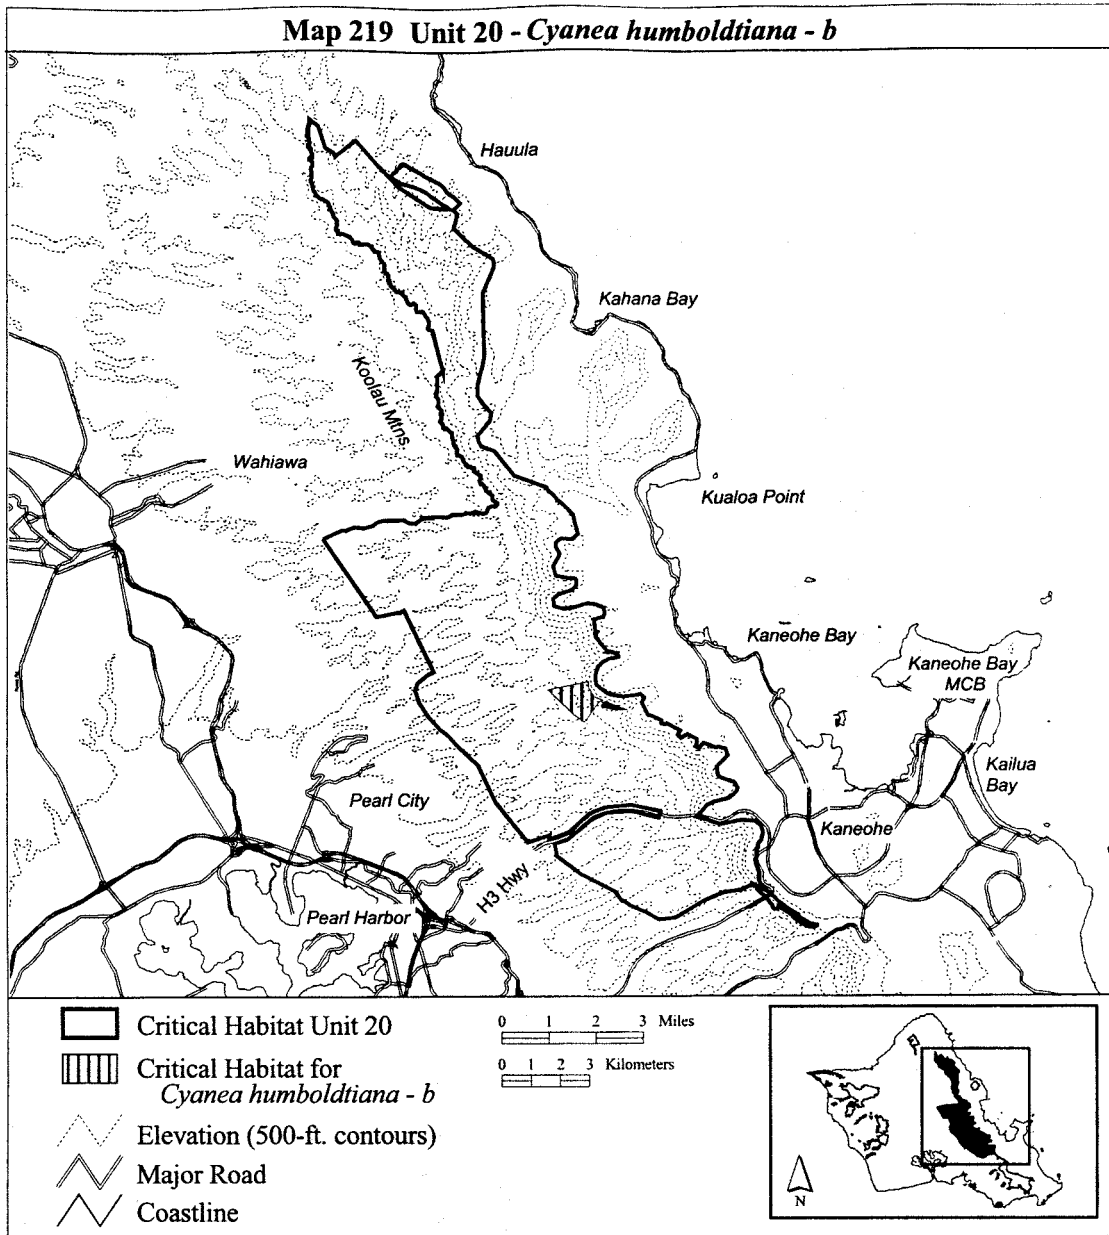 Map 219 Unit 20 - Cyanea humboldtiana - b
Hauula
Kahana Bay
Koolau Mtns
Wahiawa
Kualoa Point
Kaneohe Bay
Kaneohe Bay
MCB
Kailua
Bay
Pearl City
Kaneohe
H3 Hwy
Pearl Harbor
Critical Habitat Unit 20
Critical Habitat for
Cyanea humboldtiana - b
Elevation (500-ft. contours)
Major Road
Coastline
0 1 2 3 Miles
0 1 2 3 Kilometers
N